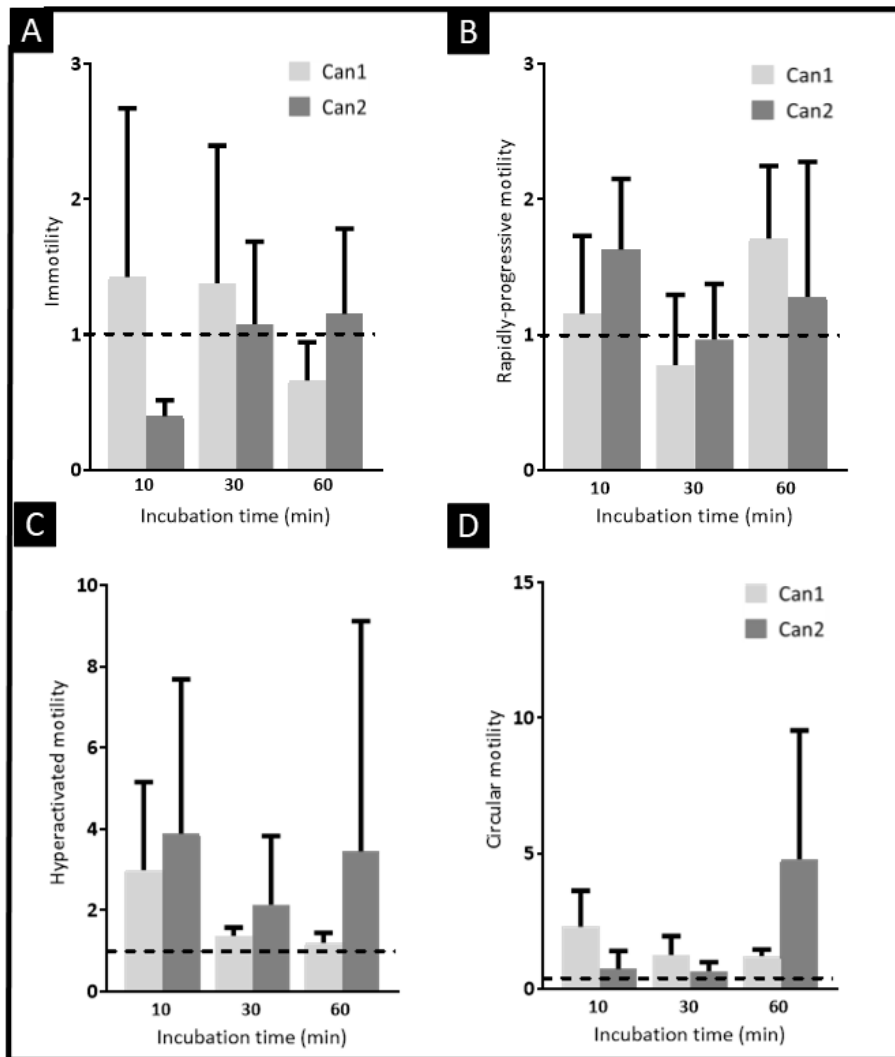 A
3
2
1
0
Immotility
Can1
Can2
10 30 60
Incubation time (min)
B
3
2
1
0
Rapidly-progressive motility
Can1
Can2
10 30 60
Incubation time (min)
C
10
8
6
4
2
0
Hyperactivated motility
10 30 60
Incubation time (min)
D
15
10
5
0
Circular motility
Can1
Can2
10 30 60
Incubation time (min)